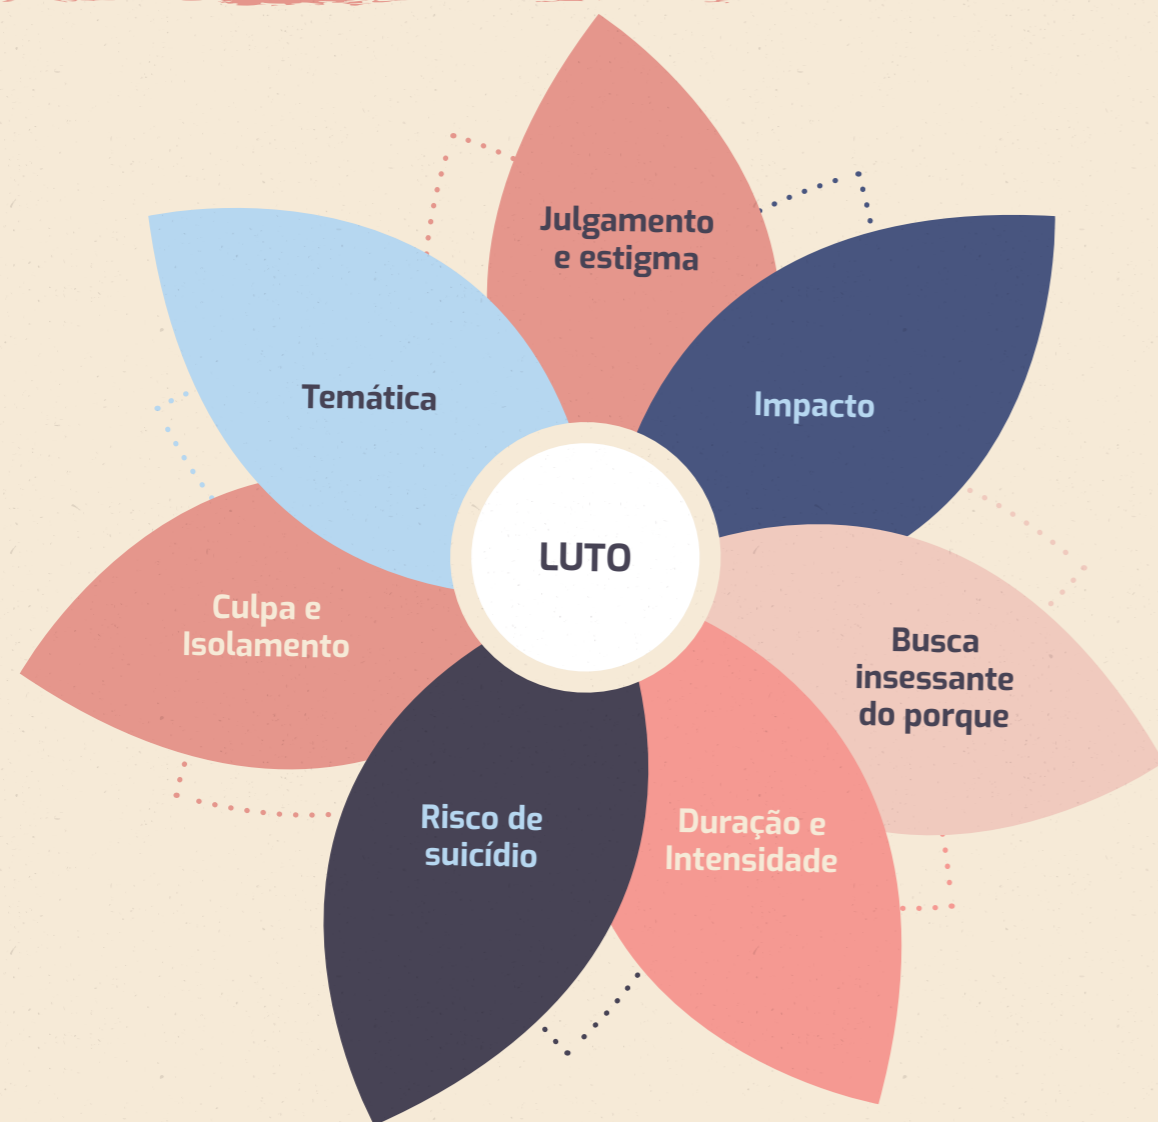 Julgamento
e estigma
Temática
Impacto
LUTO
Culpa e
Isolamento
Busca
insessante
do porque
Risco de
suicídio
Duração e
Intensidade